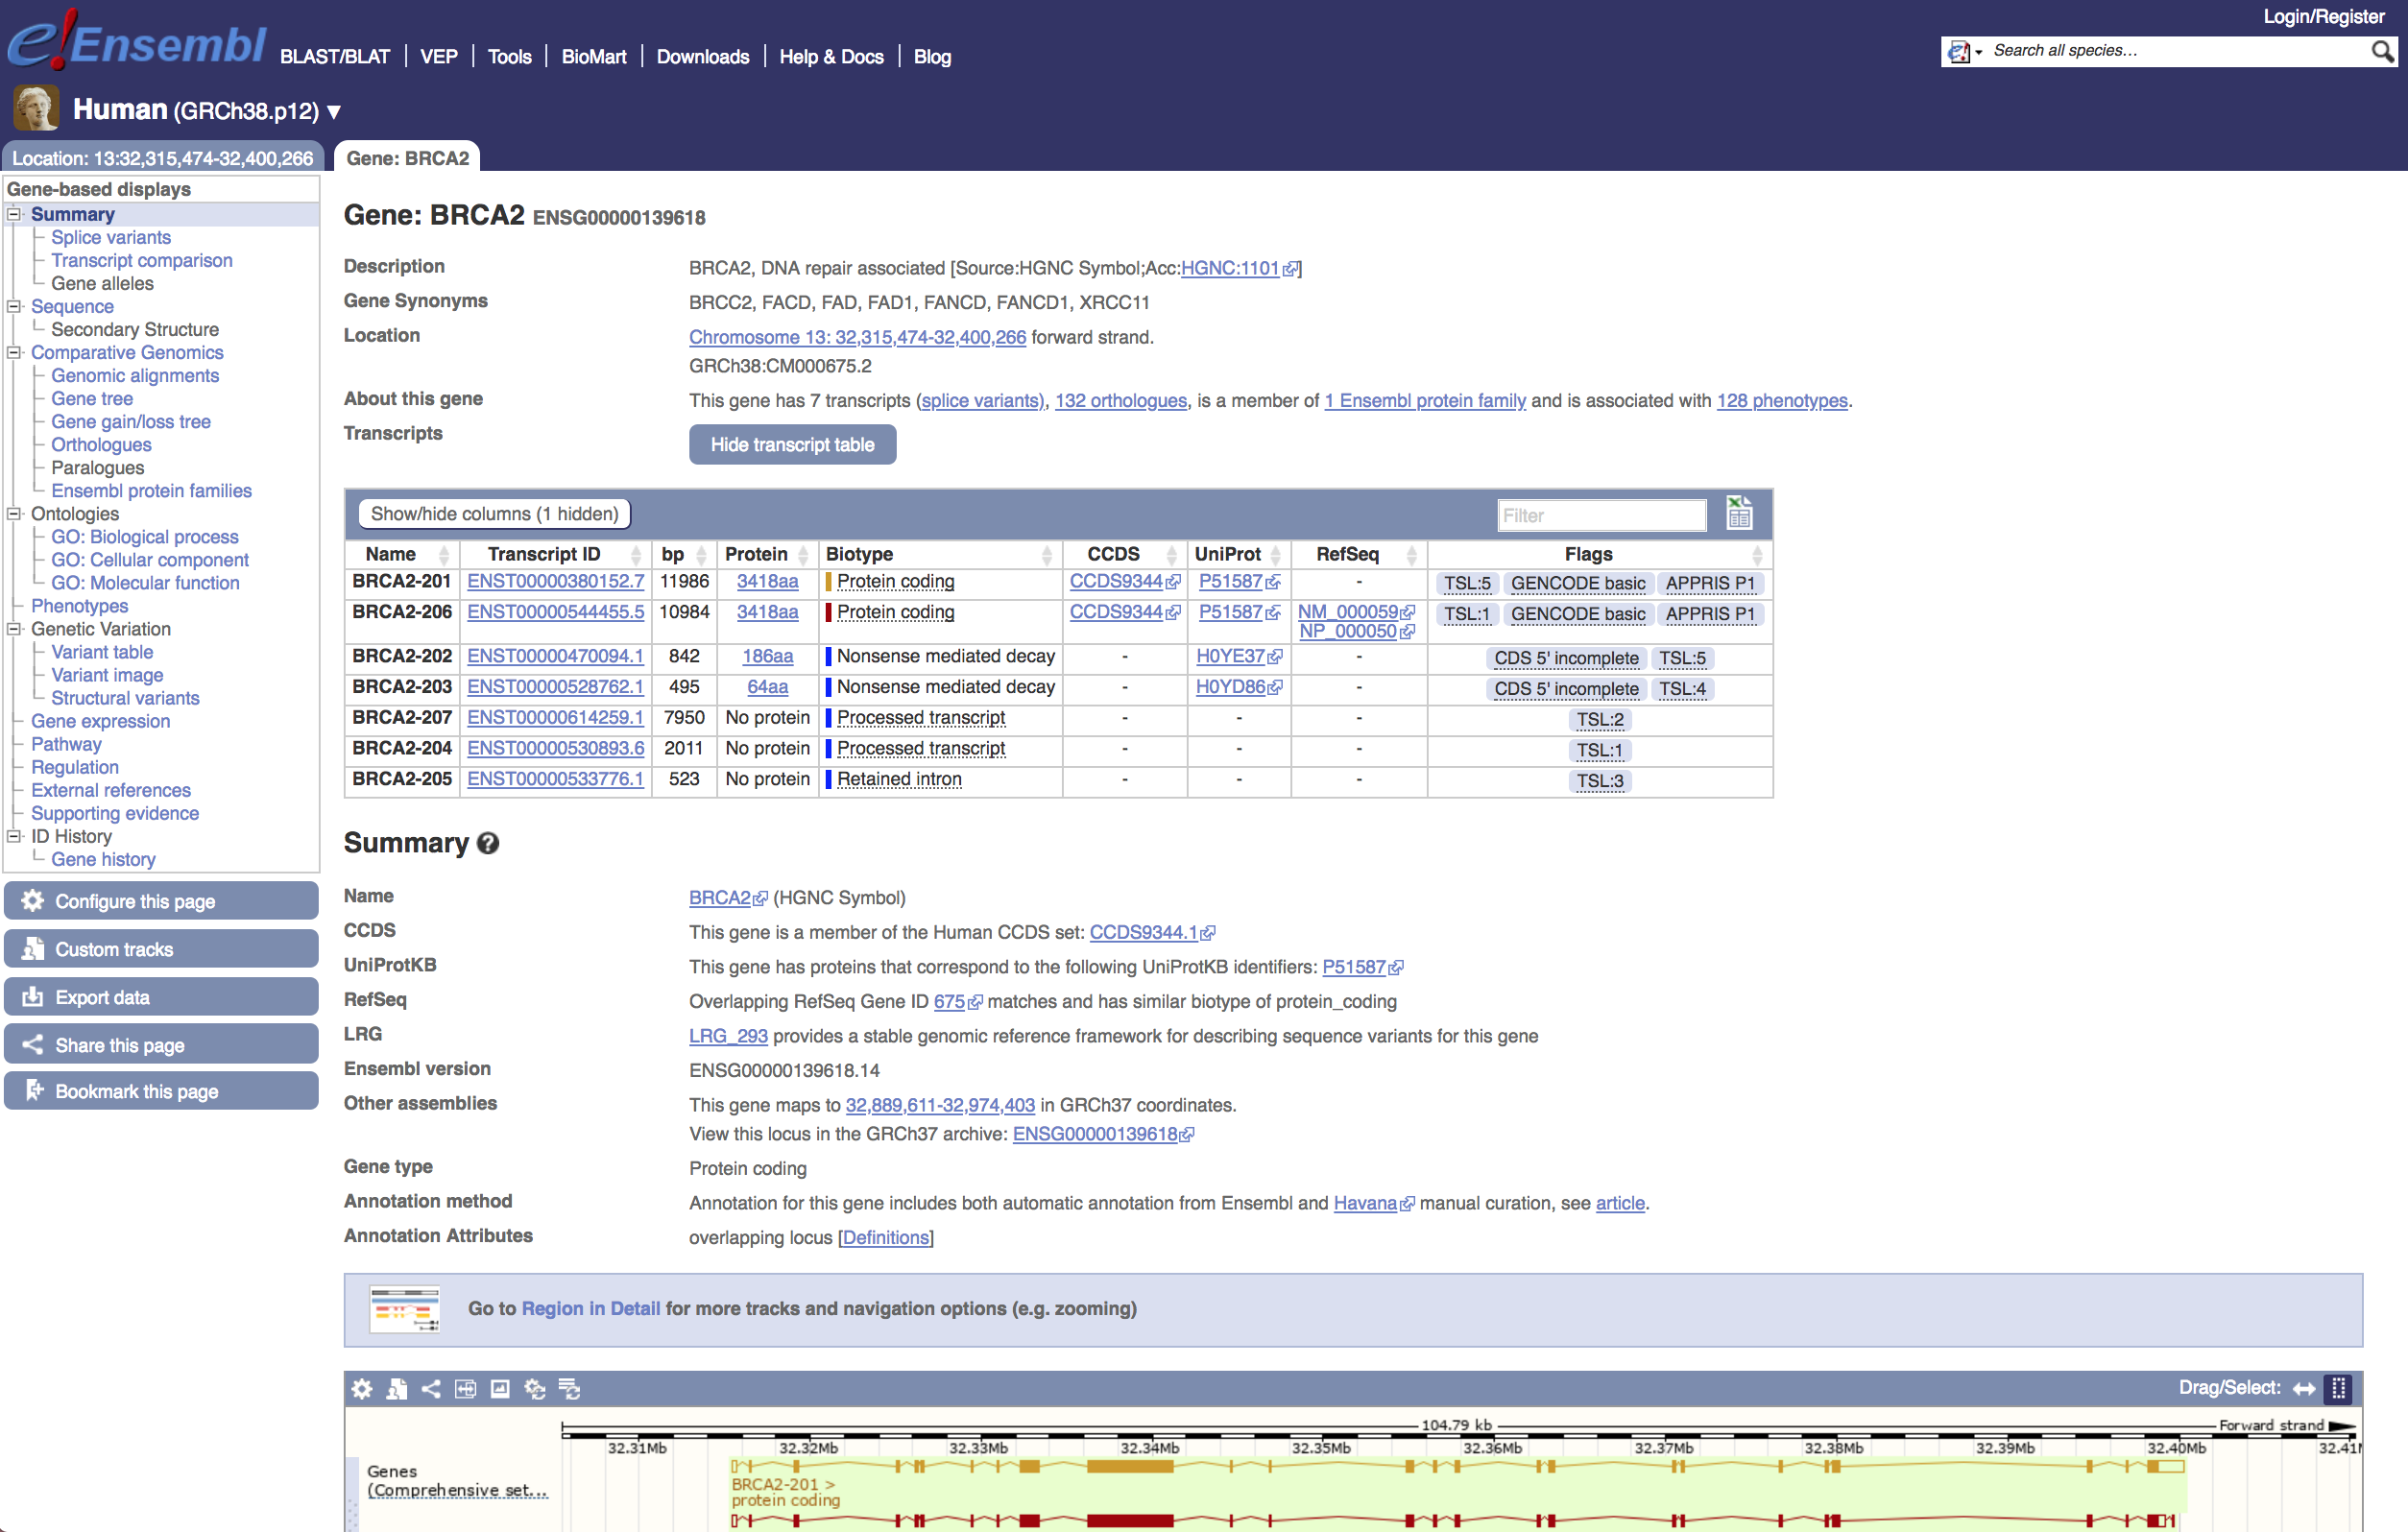 Login/Register
e!Ensembl BLAST/BLAT | VEP | Tools | BioMart | Downloads | Help & Docs | Blog
Search all species...
Human (GRCh38.p12) ▼
Location: 13:32,315,474-32,400,266
Gene: BRCA2
Gene-based displays
Summary
Splice variants
Transcript comparison
Gene alleles
Sequence
Secondary Structure
Comparative Genomics
Genomic alignments
Gene tree
Gene gain/loss tree
Orthologues
Paralogues
Ensembl protein families
Ontologies
GO: Biological process
GO: Cellular component
GO: Molecular function
Phenotypes
Genetic Variation
Variant table
Variant image
Structural variants
Gene expression
Pathway
Regulation
External references
Supporting evidence
ID History
Gene history
Configure this page
Custom tracks
Export data
Share this page
Bookmark this page
Gene: BRCA2 ENSG00000139618
Description BRCA2, DNA repair associated [Source:HGNC Symbol;Acc:HGNC:1101]
Gene Synonyms BRCC2, FACD, FAD, FAD1, FANCD, FANCD1, XRCC11
Location Chromosome 13: 32,315,474-32,400,266 forward strand.
GRCh38:CM000675.2
About this gene This gene has 7 transcripts (splice variants), 132 orthologues, is a member of 1 Ensembl protein family and is associated with 128 phenotypes.
Transcripts Hide transcript table
Show/hide columns (1 hidden) Filter
Name Transcript ID bp Protein Biotype CCDS UniProt RefSeq Flags
BRCA2-201 ENST00000380152.7 11986 3418aa Protein coding CCDS9344 P51587 - TSL:5 GENCODE basic APPRIS P1
BRCA2-206 ENST00000544455.5 10984 3418aa Protein coding CCDS9344 P51587 NM_000059 TSL:1 GENCODE basic APPRIS P1
NP_000050
BRCA2-202 ENST00000470094.1 842 186aa Nonsense mediated decay - H0YE37 - CDS 5' incomplete TSL:5
BRCA2-203 ENST00000528762.1 495 64aa Nonsense mediated decay - H0YD86 - CDS 5' incomplete TSL:4
BRCA2-207 ENST00000614259.1 7950 No protein Processed transcript - - - TSL:2
BRCA2-204 ENST00000530893.6 2011 No protein Processed transcript - - - TSL:1
BRCA2-205 ENST00000533776.1 523 No protein Retained intron - - - TSL:3
Summary ?
Name BRCA2 (HGNC Symbol)
CCDS This gene is a member of the Human CCDS set: CCDS9344.1
UniProtKB This gene has proteins that correspond to the following UniProtKB identifiers: P51587
RefSeq Overlapping RefSeq Gene ID 675 matches and has similar biotype of protein_coding
LRG LRG_293 provides a stable genomic reference framework for describing sequence variants for this gene
Ensembl version ENSG00000139618.14
Other assemblies This gene maps to 32,889,611-32,974,403 in GRCh37 coordinates.
View this locus in the GRCh37 archive: ENSG00000139618
Gene type Protein coding
Annotation method Annotation for this gene includes both automatic annotation from Ensembl and Havana manual curation, see article.
Annotation Attributes overlapping locus [Definitions]
Go to Region in Detail for more tracks and navigation options (e.g. zooming)
Drag/Select:
104.79 kb Forward strand
32.31Mb 32.32Mb 32.33Mb 32.34Mb 32.35Mb 32.36Mb 32.37Mb 32.38Mb 32.39Mb 32.40Mb 32.41
Genes
(Comprehensive set...
BRCA2-201 >
protein coding